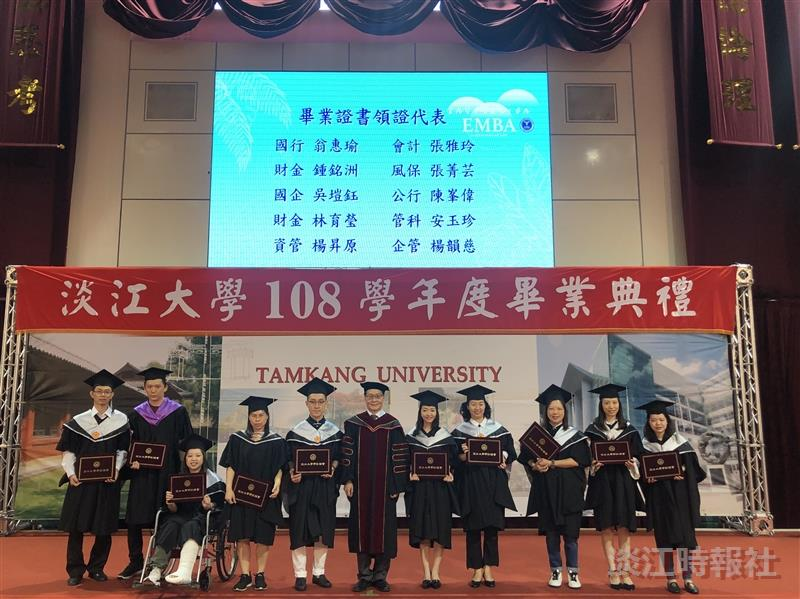 畢業證書領證代表
EMBA
國行 翁惠瑜 會計 張雅玲
財金 鍾銘洲 風保 張菁芸
國企 吳塏鈺 公行 陳峯偉
財金 林育瑩 管科 安玉珍
資管 楊昇原 企管 楊韻慈
淡江大學 108 學年度畢業典禮
TAMKANG UNIVERSITY
淡江時報社